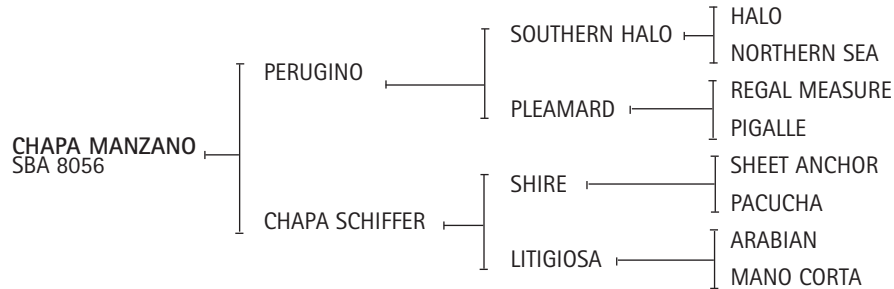 CHAPA MANZANO
SBA 8056
PERUGINO
CHAPA SCHIFFER
SOUTHERN HALO
PLEAMARD
SHIRE
LITIGIOSA
HALO
NORTHERN SEA
REGAL MEASURE
PIGALLE
SHEET ANCHOR
PACUCHA
ARABIAN
MANO CORTA